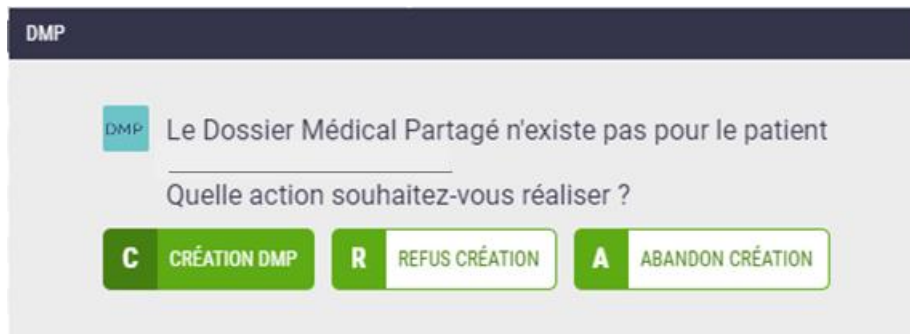 DMP
DMP Le Dossier Médical Partagé n'existe pas pour le patient
Quelle action souhaitez-vous réaliser ?
C CRÉATION DMP R REFUS CRÉATION A ABANDON CRÉATION